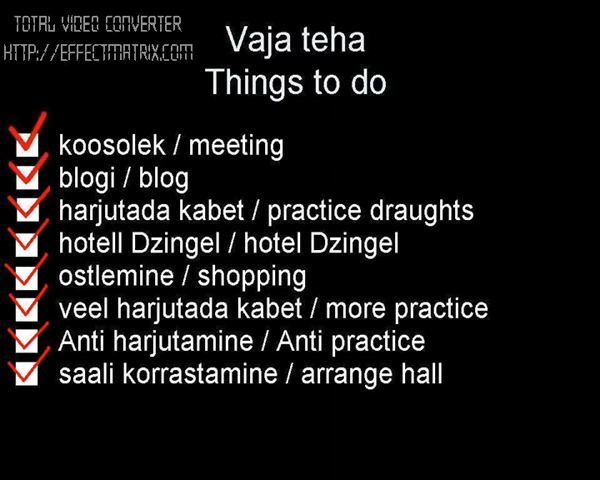 TOTAL VIDEO CONVERTER
HTTP://EFFECTMATRIX.COM
Vaja teha
Things to do
koosolek / meeting
blogi / blog
harjutada kabet / practice draughts
hotell Dzingel / hotel Dzingel
ostlemine / shopping
veel harjutada kabet / more practice
Anti harjutamine / Anti practice
saali korrastamine / arrange hall